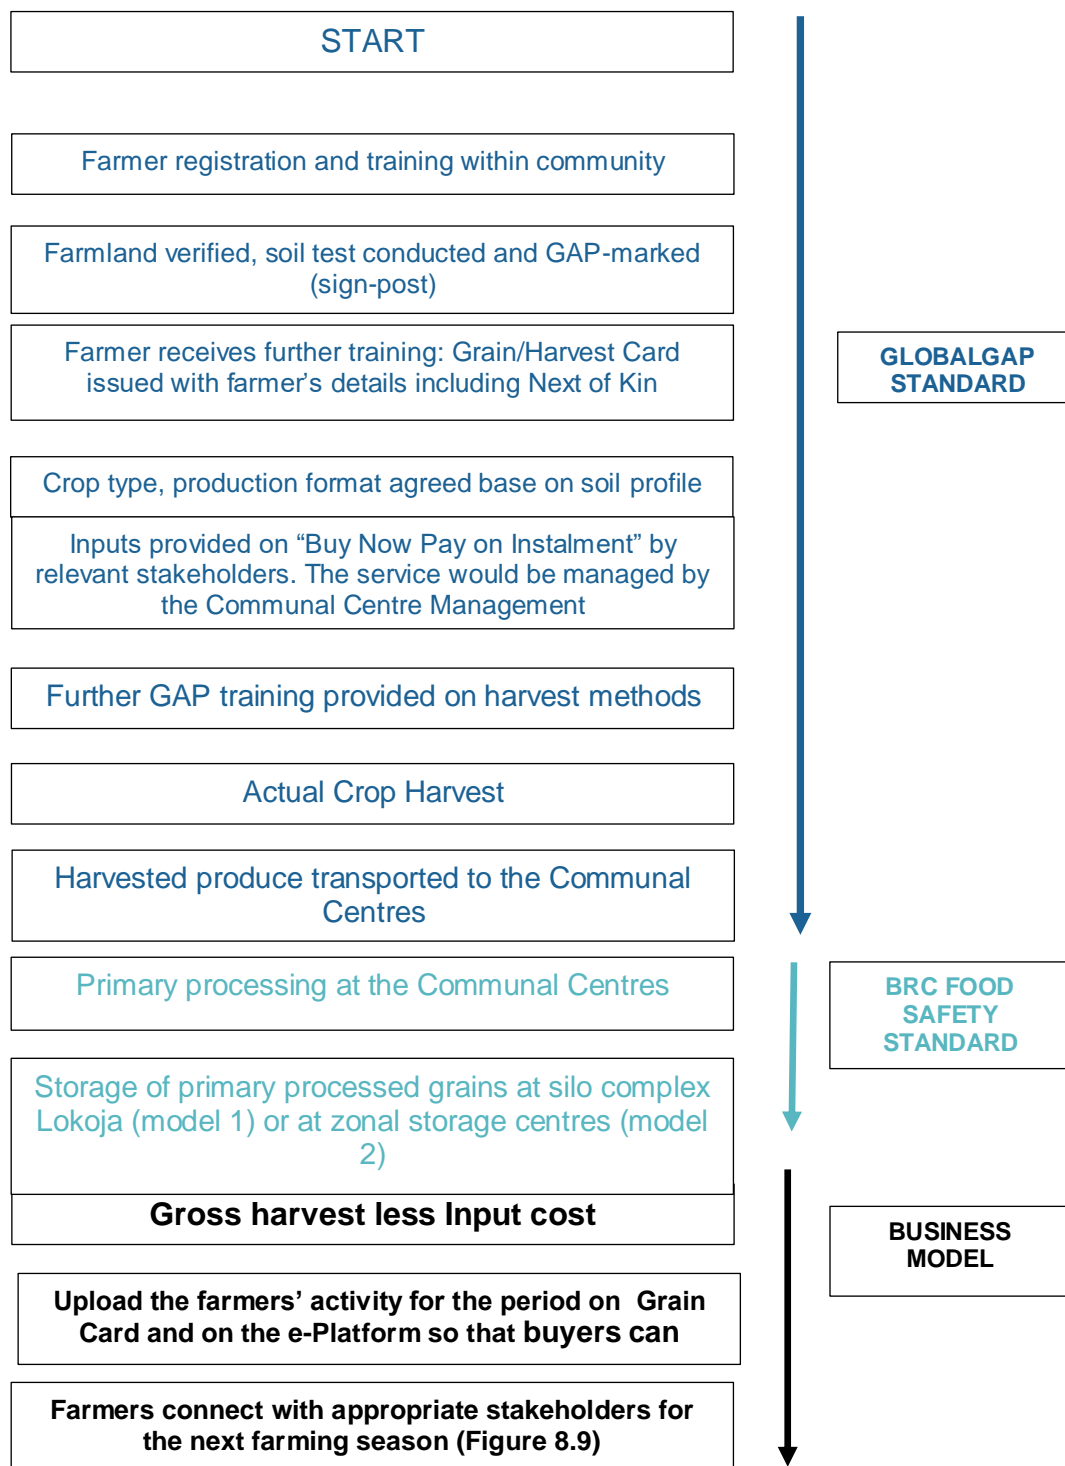 START
Farmer registration and training within community
Farmland verified, soil test conducted and GAP-marked
(sign-post)
Farmer receives further training: Grain/Harvest Card
issued with farmer’s details including Next of Kin
GLOBALGAP
STANDARD
Crop type, production format agreed base on soil profile
Inputs provided on “Buy Now Pay on Instalment” by
relevant stakeholders. The service would be managed by
the Communal Centre Management
Further GAP training provided on harvest methods
Actual Crop Harvest
Harvested produce transported to the Communal
Centres
Primary processing at the Communal Centres
BRC FOOD
SAFETY
STANDARD
Storage of primary processed grains at silo complex
Lokoja (model 1) or at zonal storage centres (model
2)
Gross harvest less Input cost
BUSINESS
MODEL
Upload the farmers’ activity for the period on Grain
Card and on the e-Platform so that buyers can
Farmers connect with appropriate stakeholders for
the next farming season (Figure 8.9)